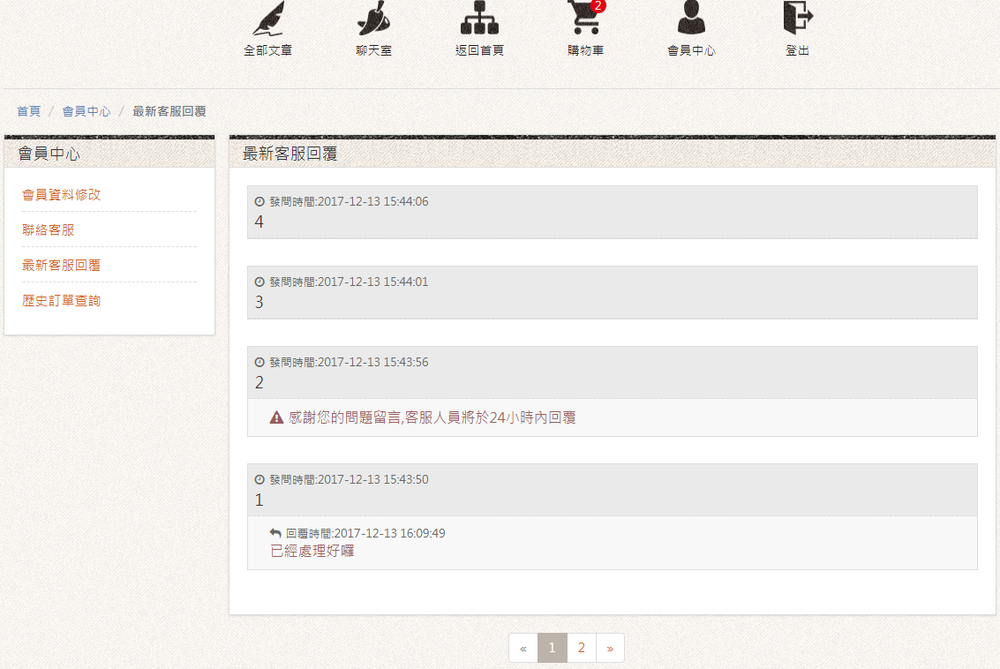 2
全部文章 聊天室 返回首頁 購物車 會員中心 登出
首頁 / 會員中心 / 最新客服回覆
會員中心
會員資料修改
聯絡客服
最新客服回覆
歷史訂單查詢
最新客服回覆
發問時間:2017-12-13 15:44:06
4
發問時間:2017-12-13 15:44:01
3
發問時間:2017-12-13 15:43:56
2
感謝您的問題留言,客服人員將於24小時內回覆
發問時間:2017-12-13 15:43:50
1
回覆時間:2017-12-13 16:09:49
已經處理好囉
« 1 2 »